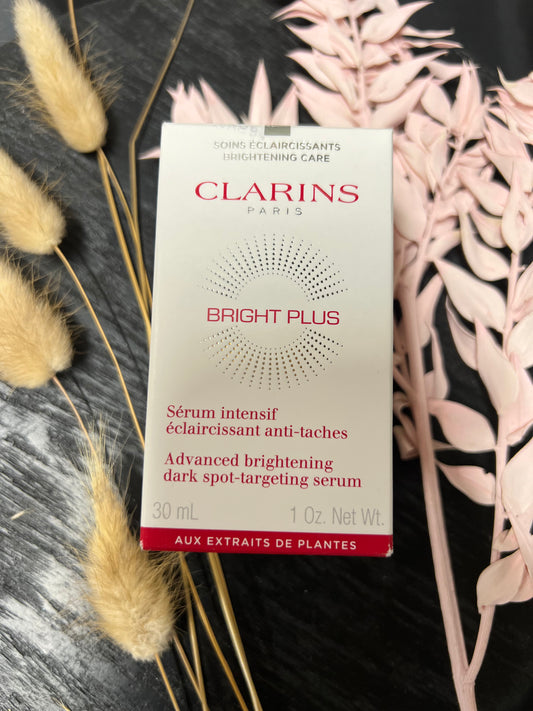 SOINS ÉCLAIRCISSANTS
BRIGHTENING CARE
CLARINS
PARIS
BRIGHT PLUS
Sérum intensif
éclaircissant anti-taches
Advanced brightening
dark spot-targeting serum
30 mL 1 Oz. Net Wt.
AUX EXTRAITS DE PLANTES